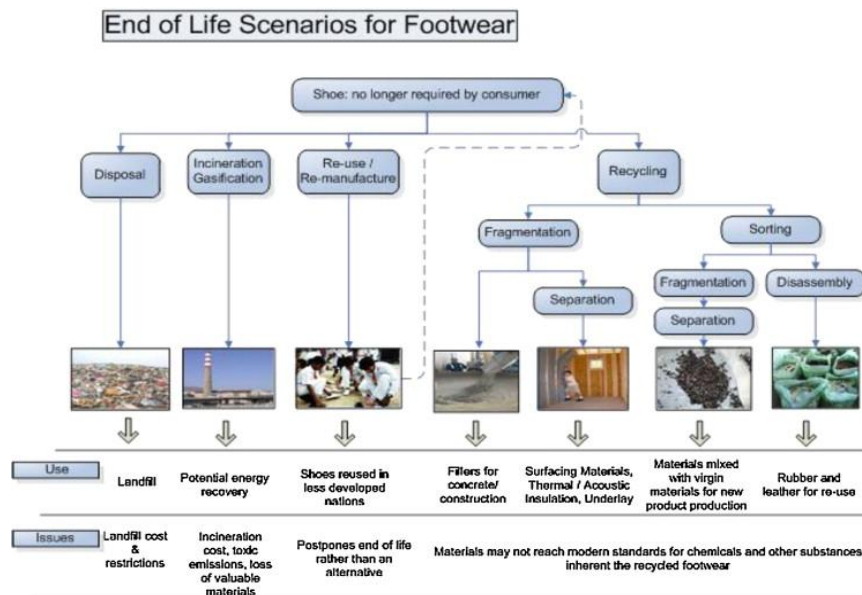 End of Life Scenarios for Footwear
Shoe: no longer required by consumer
Disposal
Incineration
Gasification
Re-use /
Re-manufacture
Recycling
Fragmentation
Sorting
Separation
Fragmentation
Disassembly
Separation
Use
Landfill
Potential energy
recovery
Shoes reused in
less developed
nations
Fillers for
concrete/
construction
Surfacing Materials,
Thermal / Acoustic
Insulation, Underlay
Materials mixed
with virgin
materials for new
product production
Rubber and
leather for re-use
Issues
Landfill cost
&
restrictions
Incineration
cost, toxic
emissions, loss
of valuable
materials
Postpones end of life
rather than an
alternative
Materials may not reach modern standards for chemicals and other substances
inherent the recycled footwear